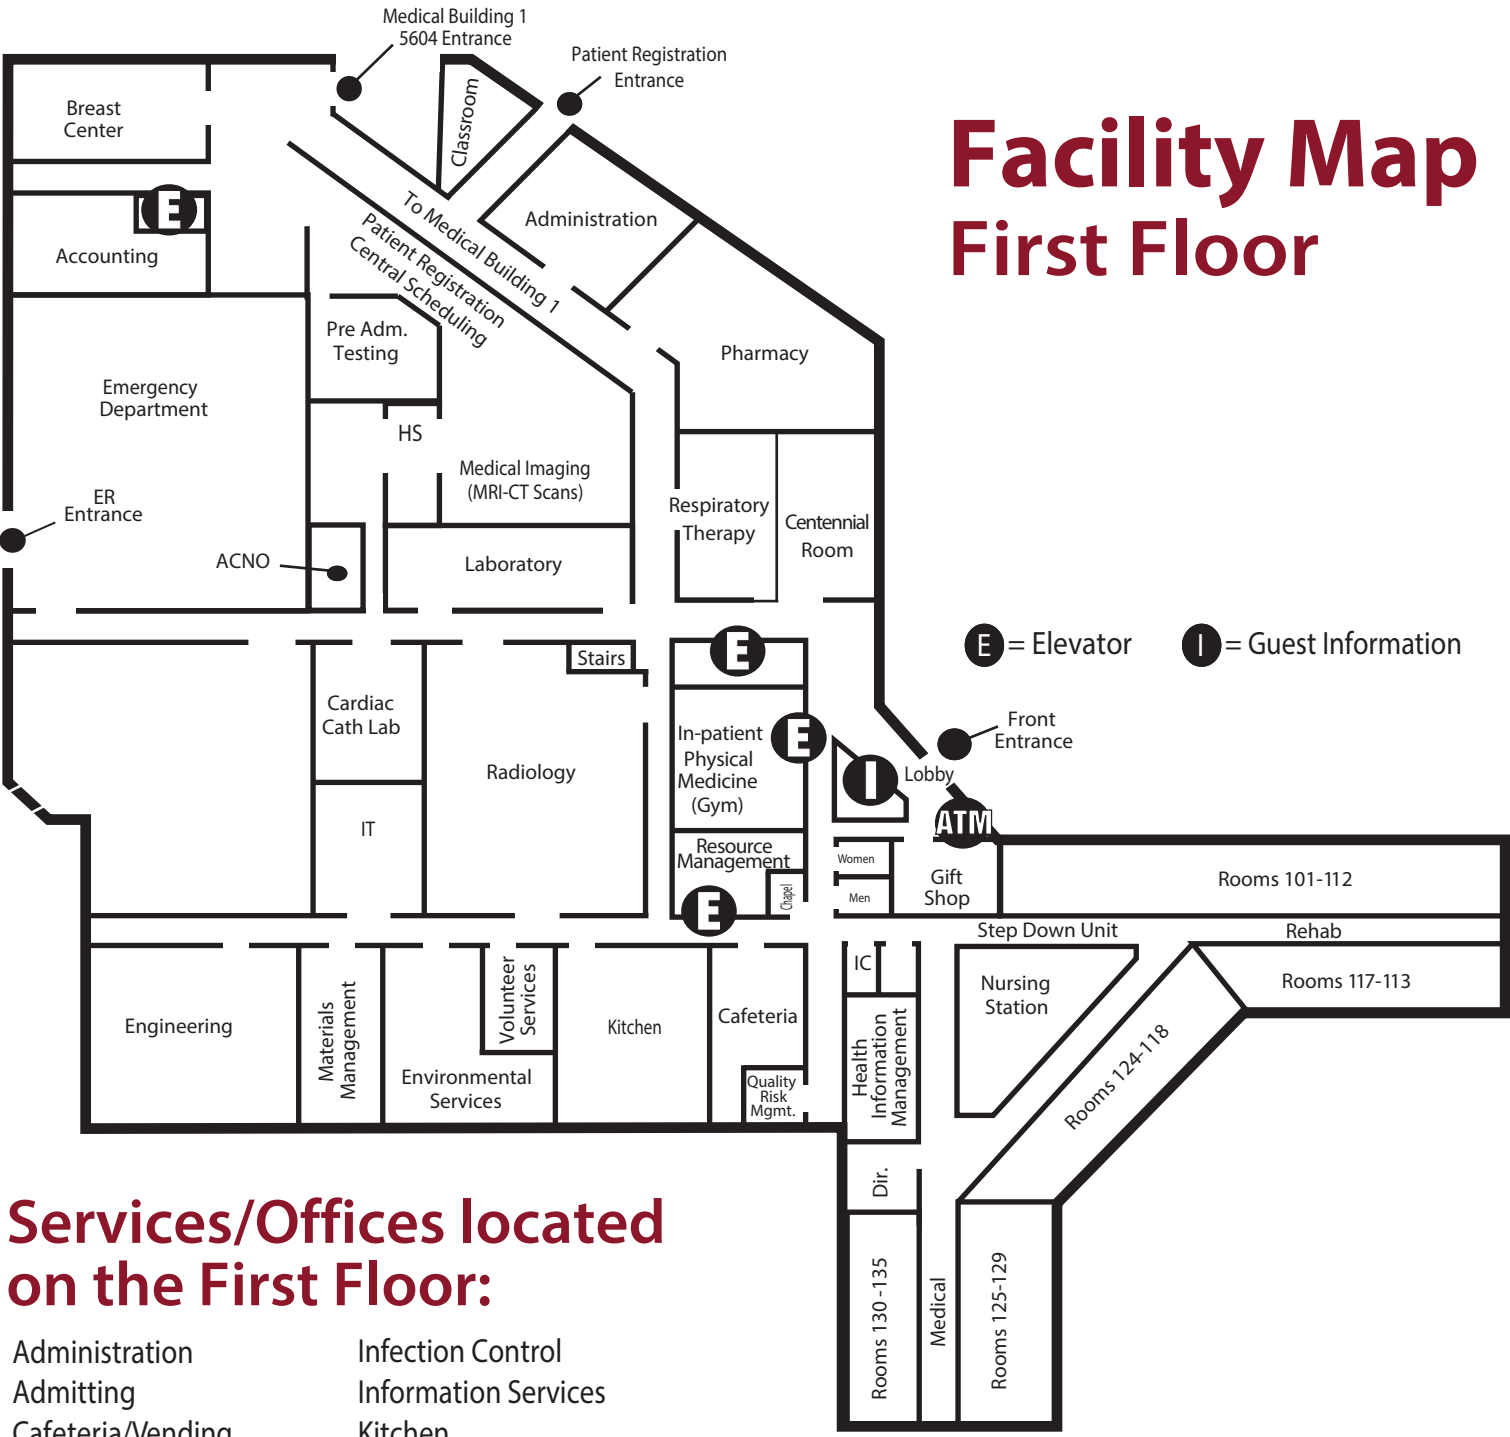 Medical Building 1
5604 Entrance
Patient Registration
Entrance
Facility Map
First Floor
Breast
Center
Classroom
E
Accounting
Administration
To Medical Building 1
Patient Registration
Central Scheduling
Pre Adm.
Testing
Pharmacy
Emergency
Department
HS
Medical Imaging
(MRI-CT Scans)
ER
Entrance
Respiratory
Therapy
Centennial
Room
ACNO
Laboratory
E = Elevator
I = Guest Information
Stairs
E
Cardiac
Cath Lab
In-patient
Physical
Medicine
(Gym)
E
Front
Entrance
I
Lobby
Radiology
ATM
IT
Resource
Management
Chapel
E
Women
Men
Gift
Shop
Rooms 101-112
Step Down Unit
Rehab
IC
Nursing
Station
Rooms 117-113
Engineering
Materials
Management
Volunteer
Services
Environmental
Services
Kitchen
Cafeteria
Quality
Risk
Mgmt.
Health
Information
Management
Rooms 124-118
Dir.
Rooms 130 -135
Medical
Rooms 125-129
Services/Offices located
on the First Floor:
Administration
Admitting
Cafeteria/Vending
Infection Control
Information Services
Kitchen